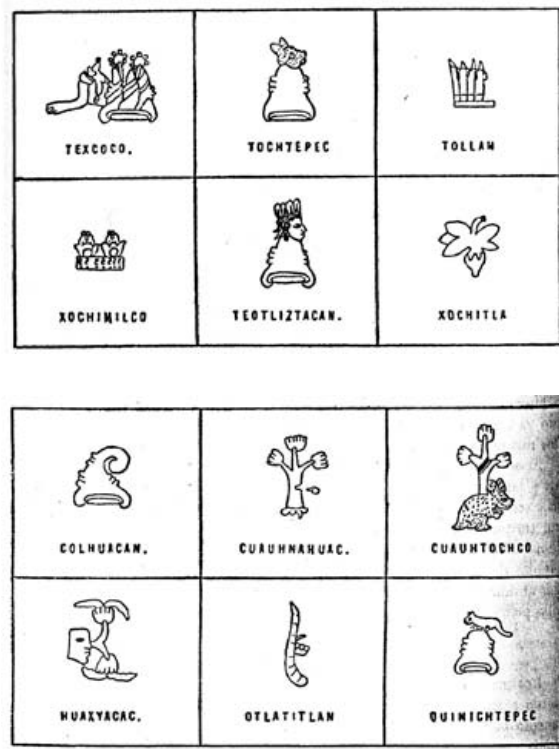 TEXCOCO.
TOCHTEPEC
TOLLAN
XOCHIMILCO
TEOTLIZTACAN.
XOCHITLA
COLHUACAN.
CUAUHNAHUAC.
CUAUHTOCHCO
HUAXYACAC.
OTLATITLAN
QUIMICHTEPEC